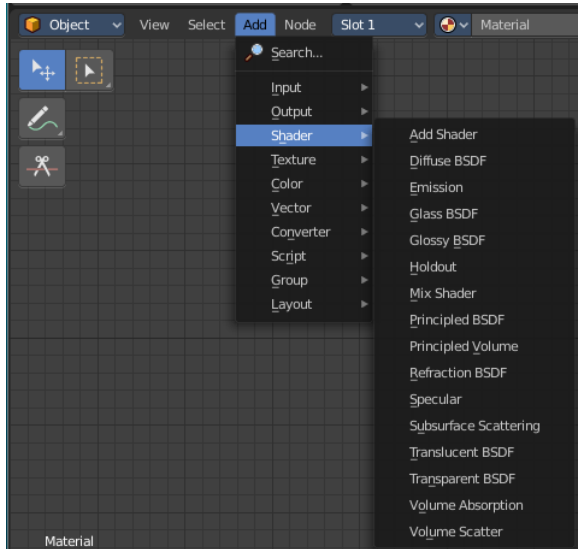 Object View Select Add Node Slot 1 Material
Search...
Input
Output
Shader
Texture
Color
Vector
Converter
Script
Group
Layout
Add Shader
Diffuse BSDF
Emission
Glass BSDF
Glossy BSDF
Holdout
Mix Shader
Principled BSDF
Principled Volume
Refraction BSDF
Specular
Subsurface Scattering
Translucent BSDF
Transparent BSDF
Volume Absorption
Volume Scatter
Material